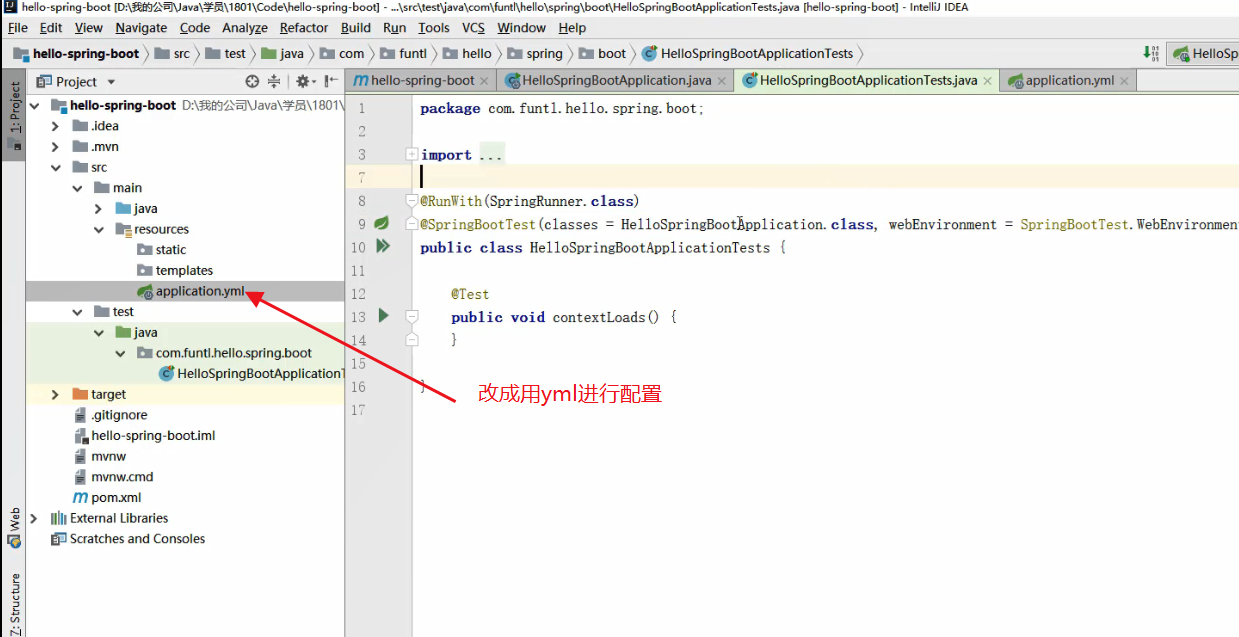 hello-spring-boot [D:\我的公司\Java\学员\1801\Code\hello-spring-boot] - ...\src\test\java\com\funtl\hello\spring\boot\HelloSpringBootApplicationTests.java [hello-spring-boot] - IntelliJ IDEA
File Edit View Navigate Code Analyze Refactor Build Run Tools VCS Window Help
hello-spring-boot src test java com funtl hello spring boot HelloSpringBootApplicationTests HelloSp
Project
hello-spring-boot HelloSpringBootApplication.java HelloSpringBootApplicationTests.java application.yml
1: Project
Web
Z: Structure
hello-spring-boot D:\我的公司\Java\学员\1801\
.idea
.mvn
src
main
java
resources
static
templates
application.yml
test
java
com.funtl.hello.spring.boot
HelloSpringBootApplicationT
target
.gitignore
hello-spring-boot.iml
mvnw
mvnw.cmd
pom.xml
External Libraries
Scratches and Consoles
1 package com.funtl.hello.spring.boot;
2
3 import ...
7
8 @RunWith(SpringRunner.class)
9 @SpringBootTest(classes = HelloSpringBootApplication.class, webEnvironment = SpringBootTest.WebEnvironment
10 public class HelloSpringBootApplicationTests {
11
12 @Test
13 public void contextLoads() {
14 }
15
16 }
17
改成用yml进行配置